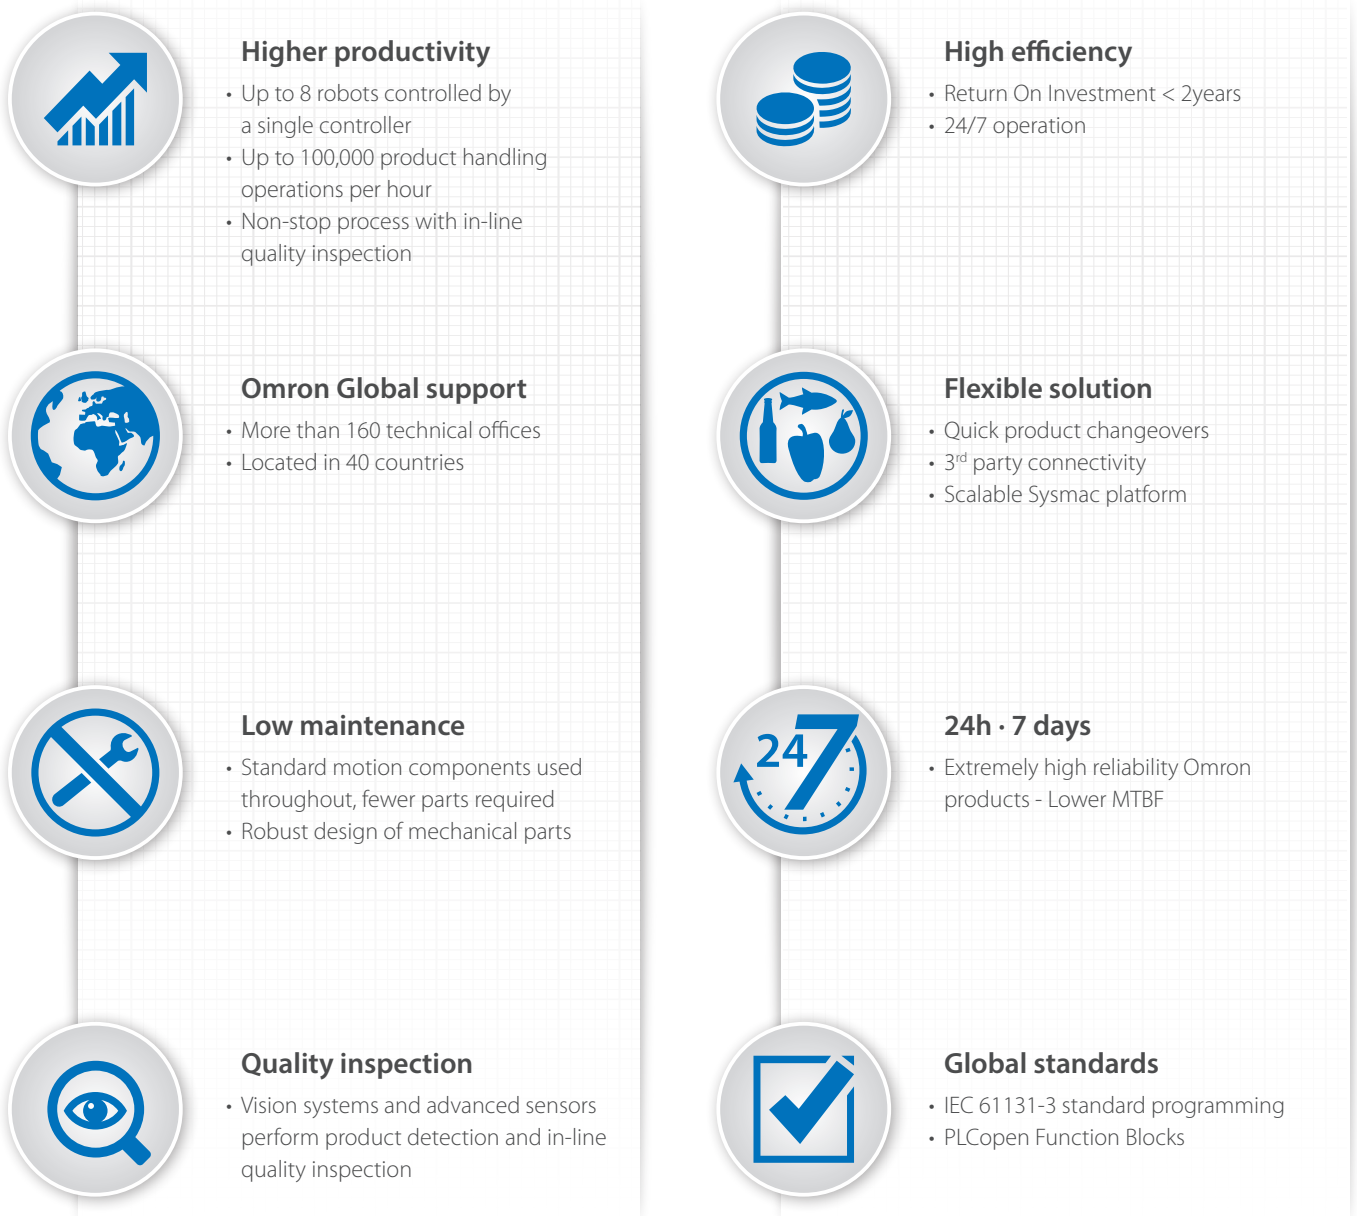 Higher productivity
• Up to 8 robots controlled by
a single controller
• Up to 100,000 product handling
operations per hour
• Non-stop process with in-line
quality inspection
High efficiency
• Return On Investment < 2years
• 24/7 operation
Omron Global support
• More than 160 technical offices
• Located in 40 countries
Flexible solution
• Quick product changeovers
• 3rd party connectivity
• Scalable Sysmac platform
Low maintenance
• Standard motion components used
throughout, fewer parts required
• Robust design of mechanical parts
24 7
24h · 7 days
• Extremely high reliability Omron
products - Lower MTBF
Quality inspection
• Vision systems and advanced sensors
perform product detection and in-line
quality inspection
Global standards
• IEC 61131-3 standard programming
• PLCopen Function Blocks